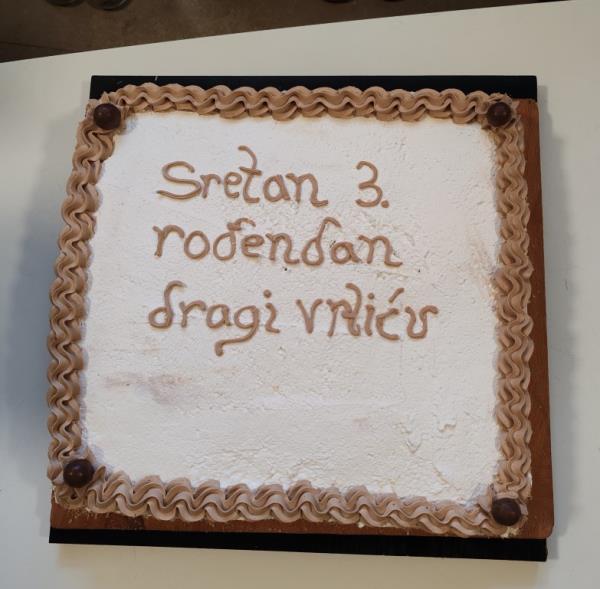 Sretan 3.
rođendan
dragi vrtiću